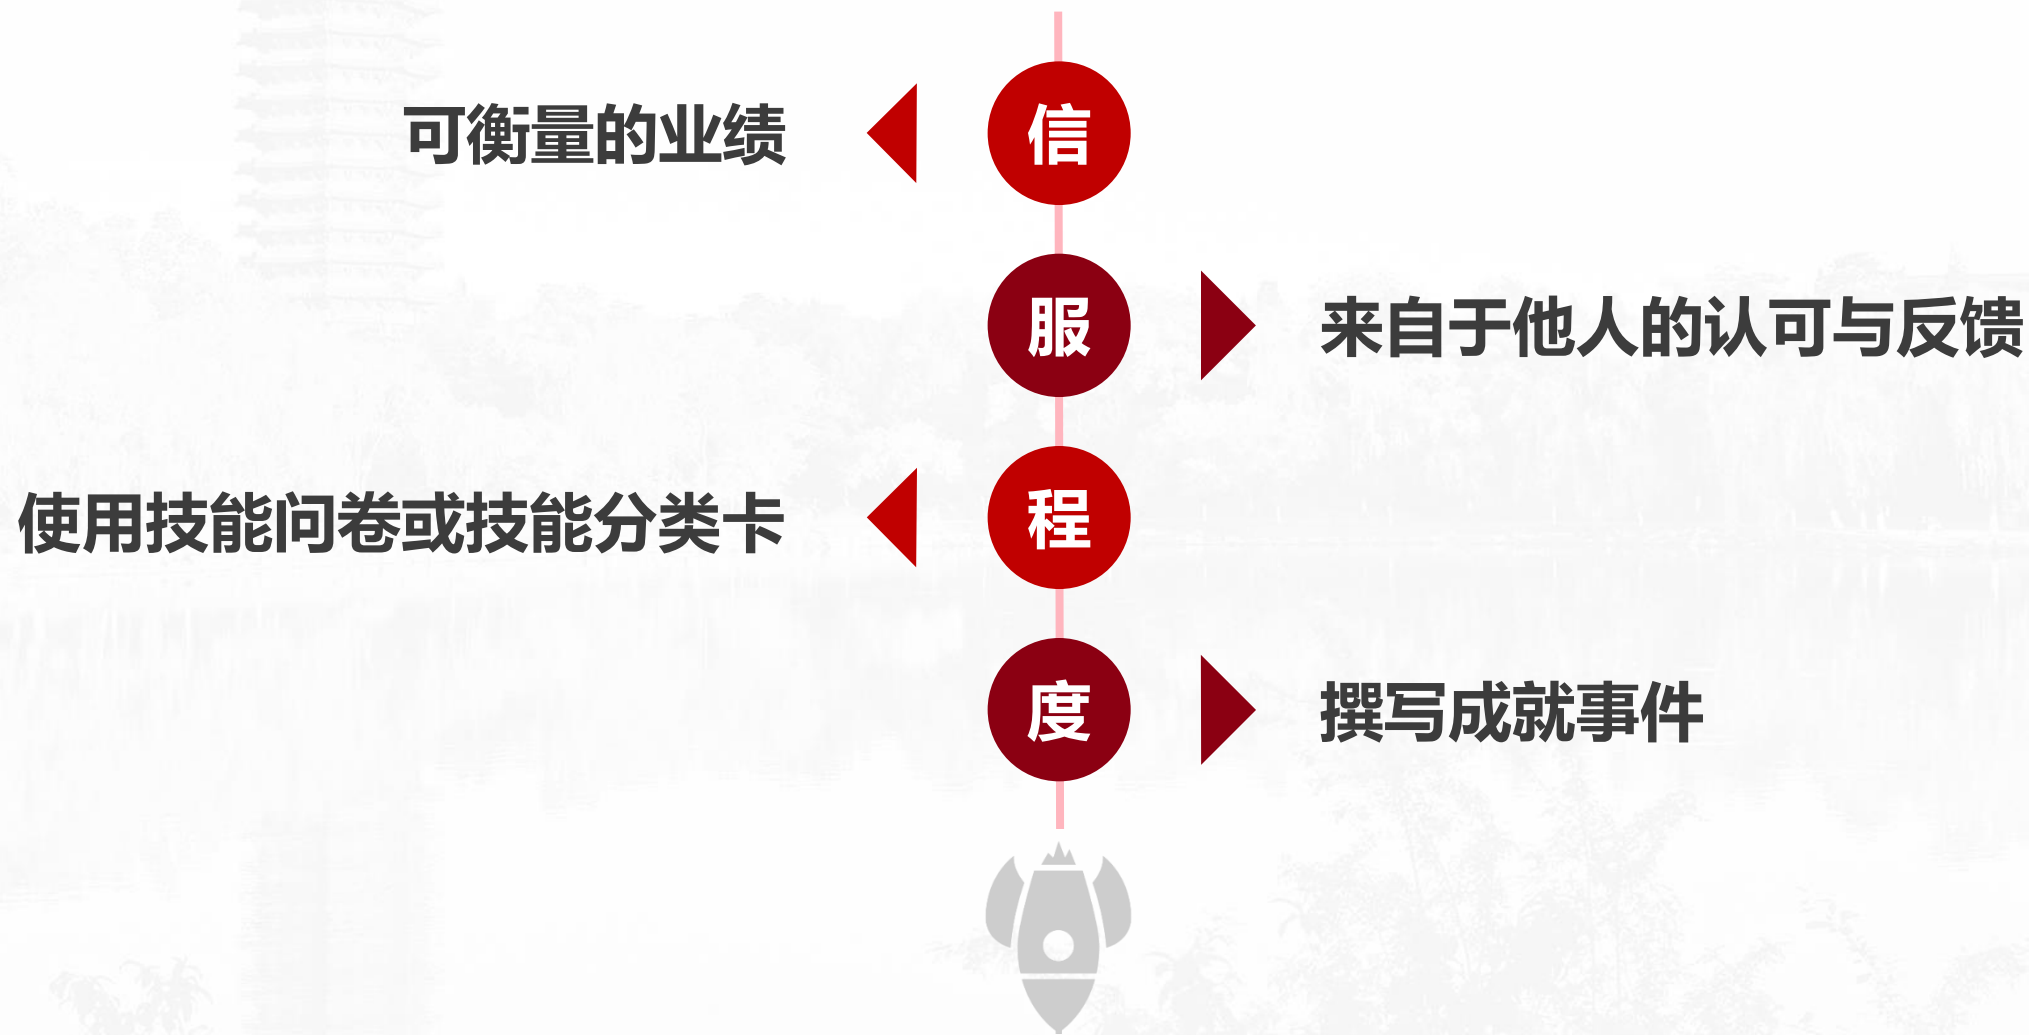 可衡量的业绩
信
服
来自于他人的认可与反馈
使用技能问卷或技能分类卡
程
度
撰写成就事件